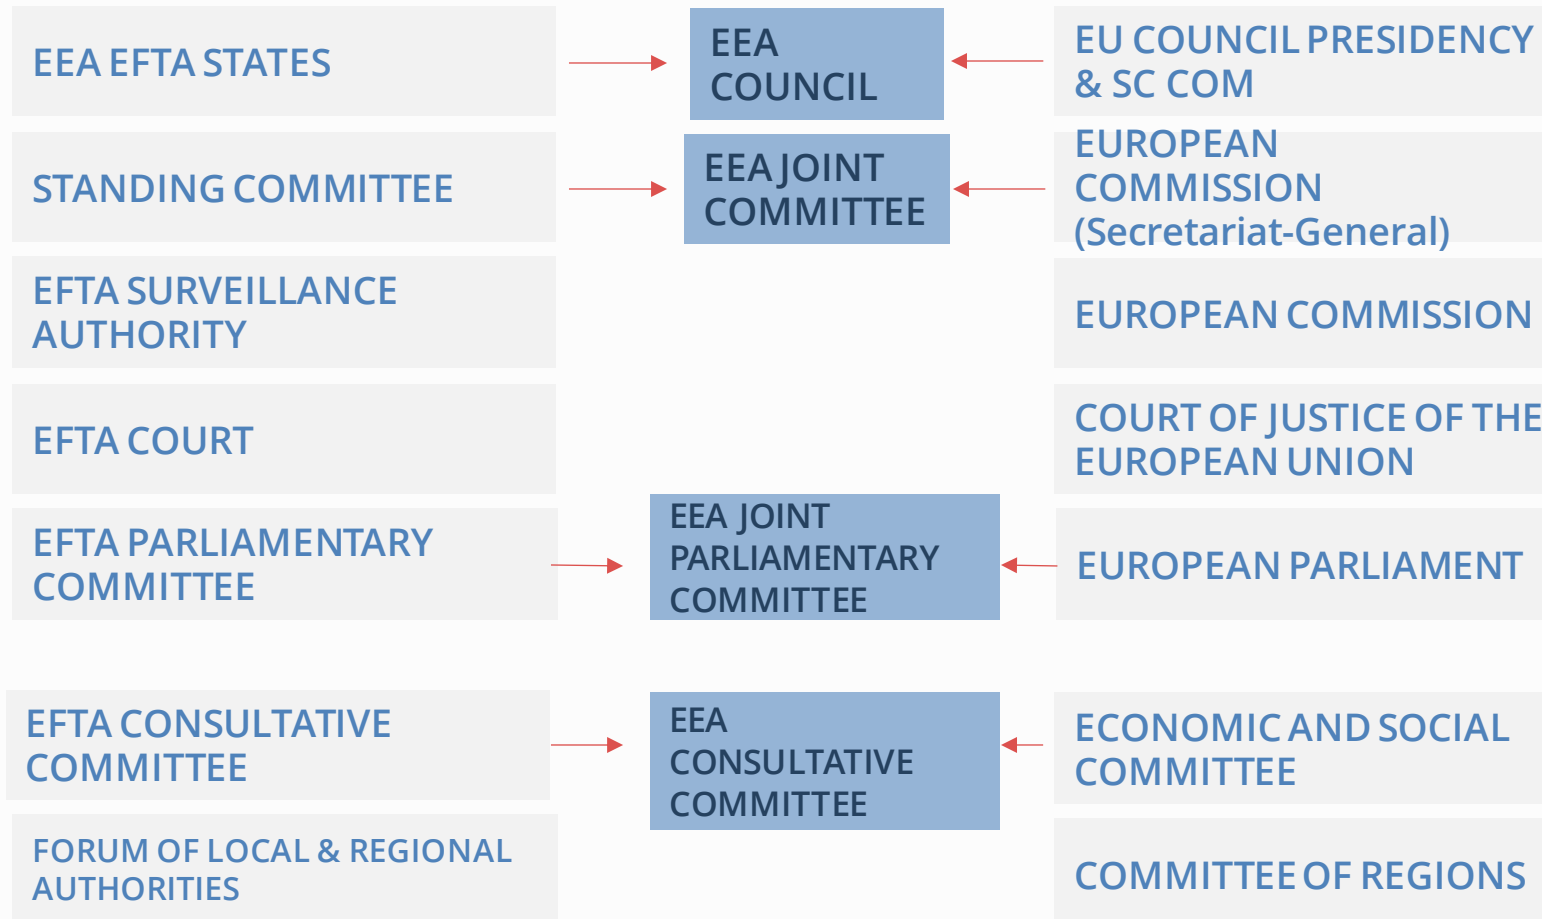 EEA EFTA STATES
EEA
COUNCIL
EU COUNCIL PRESIDENCY
& SC COM
STANDING COMMITTEE
EEA JOINT
COMMITTEE
EUROPEAN
COMMISSION
(Secretariat-General)
EFTA SURVEILLANCE
AUTHORITY
EUROPEAN COMMISSION
EFTA COURT
COURT OF JUSTICE OF THE
EUROPEAN UNION
EFTA PARLIAMENTARY
COMMITTEE
EEA JOINT
PARLIAMENTARY
COMMITTEE
EUROPEAN PARLIAMENT
EFTA CONSULTATIVE
COMMITTEE
EEA
CONSULTATIVE
COMMITTEE
ECONOMIC AND SOCIAL
COMMITTEE
FORUM OF LOCAL & REGIONAL
AUTHORITIES
COMMITTEE OF REGIONS